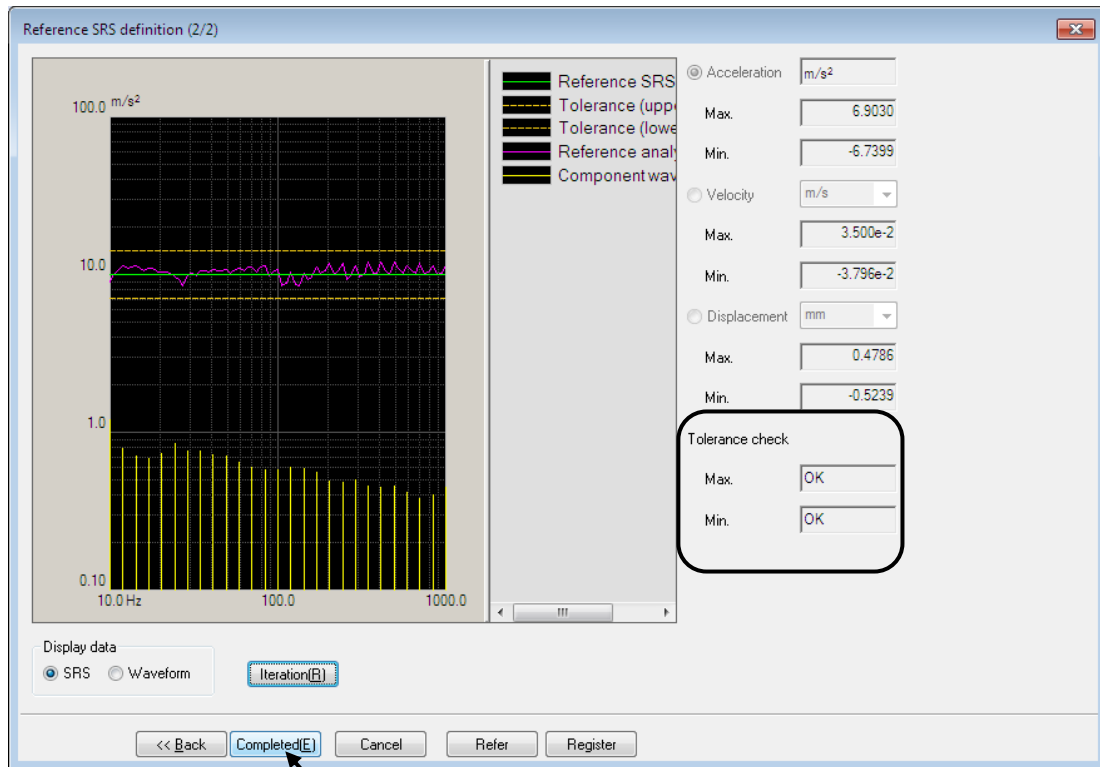 Reference SRS definition (2/2)
100.0 m/s²
10.0
1.0
0.10
10.0 Hz 100.0 1000.0
Reference SRS
Tolerance (uppe
Tolerance (lowe
Reference analy
Component wav
Acceleration m/s²
Max. 6.9030
Min. -6.7399
Velocity m/s
Max. 3.500e-2
Min. -3.796e-2
Displacement mm
Max. 0.4786
Min. -0.5239
Tolerance check
Max. OK
Min. OK
Display data
SRS Waveform
Iteration(R)
<< Back Completed(E) Cancel Refer Register